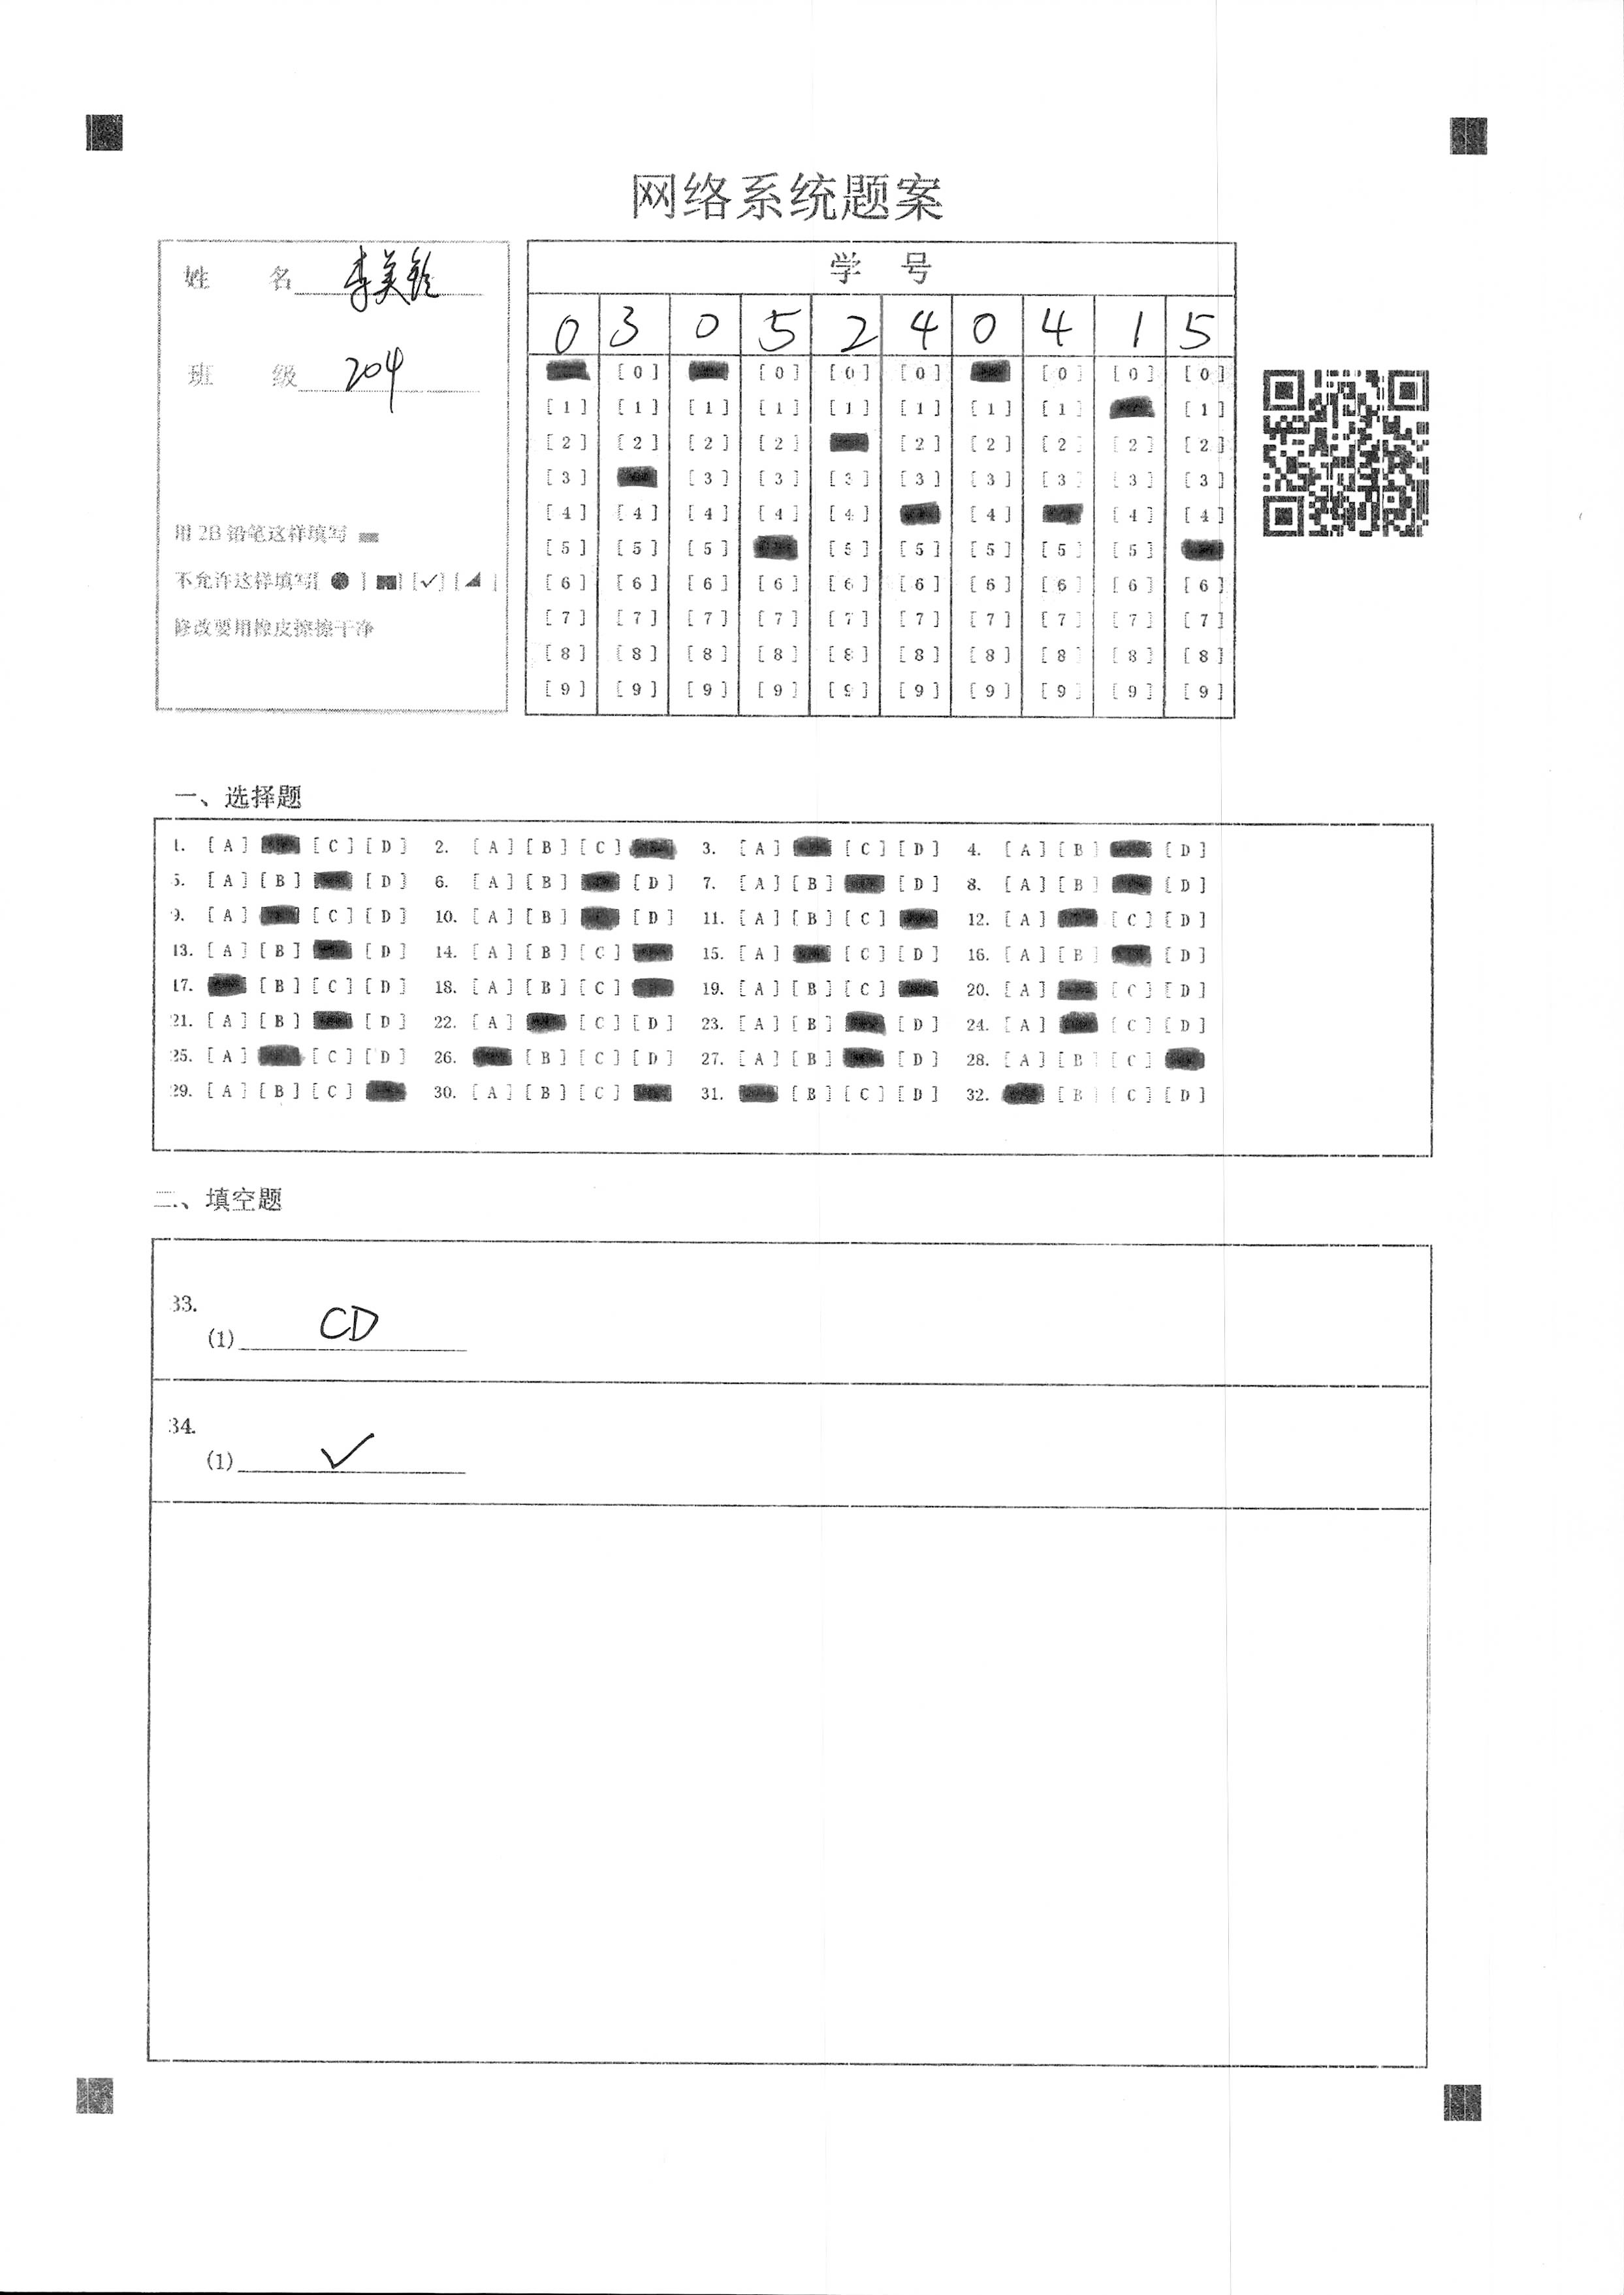 网络系统题案
姓 名 李美铃
班 级 204
用 2B 铅笔这样填写
不允许这样填写[ ● ] [■] [✓] [◢ ]
修改要用橡皮擦擦干净
学 号
0 3 0 5 2 4 0 4 1 5
[0] [0] [0] [0] [0] [0] [0]
[1] [1] [1] [1] [1] [1] [1] [1] [1]
[2] [2] [2] [2] [2] [2] [2] [2] [2]
[3] [3] [3] [3] [3] [3] [3] [3] [3]
[4] [4] [4] [4] [4] [4] [4] [4]
[5] [5] [5] [5] [5] [5] [5] [5]
[6] [6] [6] [6] [6] [6] [6] [6] [6] [6]
[7] [7] [7] [7] [7] [7] [7] [7] [7] [7]
[8] [8] [8] [8] [8] [8] [8] [8] [8] [8]
[9] [9] [9] [9] [9] [9] [9] [9] [9] [9]
一、选择题
1. [A] [C] [D] 2. [A] [B] [C] 3. [A] [C] [D] 4. [A] [B] [D]
5. [A] [B] [D] 6. [A] [B] [D] 7. [A] [B] [D] 8. [A] [B] [D]
9. [A] [C] [D] 10. [A] [B] [D] 11. [A] [B] [C] 12. [A] [C] [D]
13. [A] [B] [D] 14. [A] [B] [C] 15. [A] [C] [D] 16. [A] [B] [D]
17. [B] [C] [D] 18. [A] [B] [C] 19. [A] [B] [C] 20. [A] [C] [D]
21. [A] [B] [D] 22. [A] [C] [D] 23. [A] [B] [D] 24. [A] [C] [D]
25. [A] [C] [D] 26. [B] [C] [D] 27. [A] [B] [D] 28. [A] [B] [C]
29. [A] [B] [C] 30. [A] [B] [C] 31. [B] [C] [D] 32. [B] [C] [D]
二、填空题
33.
(1) CD
34.
(1) ✓